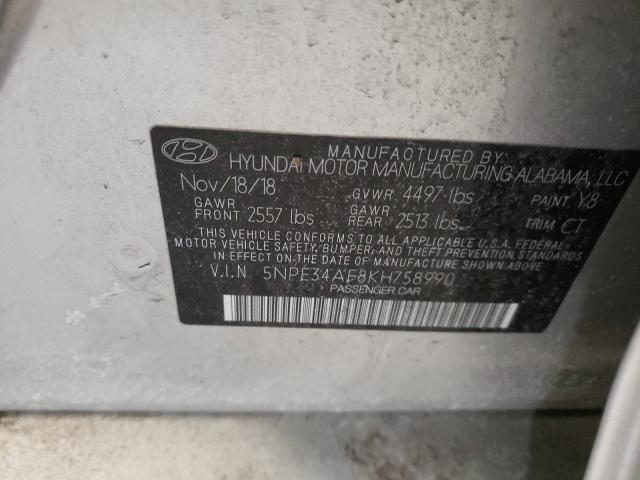 MANUFACTURED BY
HYUNDAI MOTOR MANUFACTURING ALABAMA, LLC
Nov/18/18 GVWR 4497 lbs PAINT Y8
GAWR FRONT 2557 lbs GAWR REAR 2513 lbs TRIM CT
THIS VEHICLE CONFORMS TO ALL APPLICABLE U.S.A. FEDERAL
MOTOR VEHICLE SAFETY, BUMPER, AND THEFT PREVENTION STANDARDS
IN EFFECT ON THE DATE OF MANUFACTURE SHOWN ABOVE.
V.I.N 5NPE34AF8KH758990
PASSENGER CAR